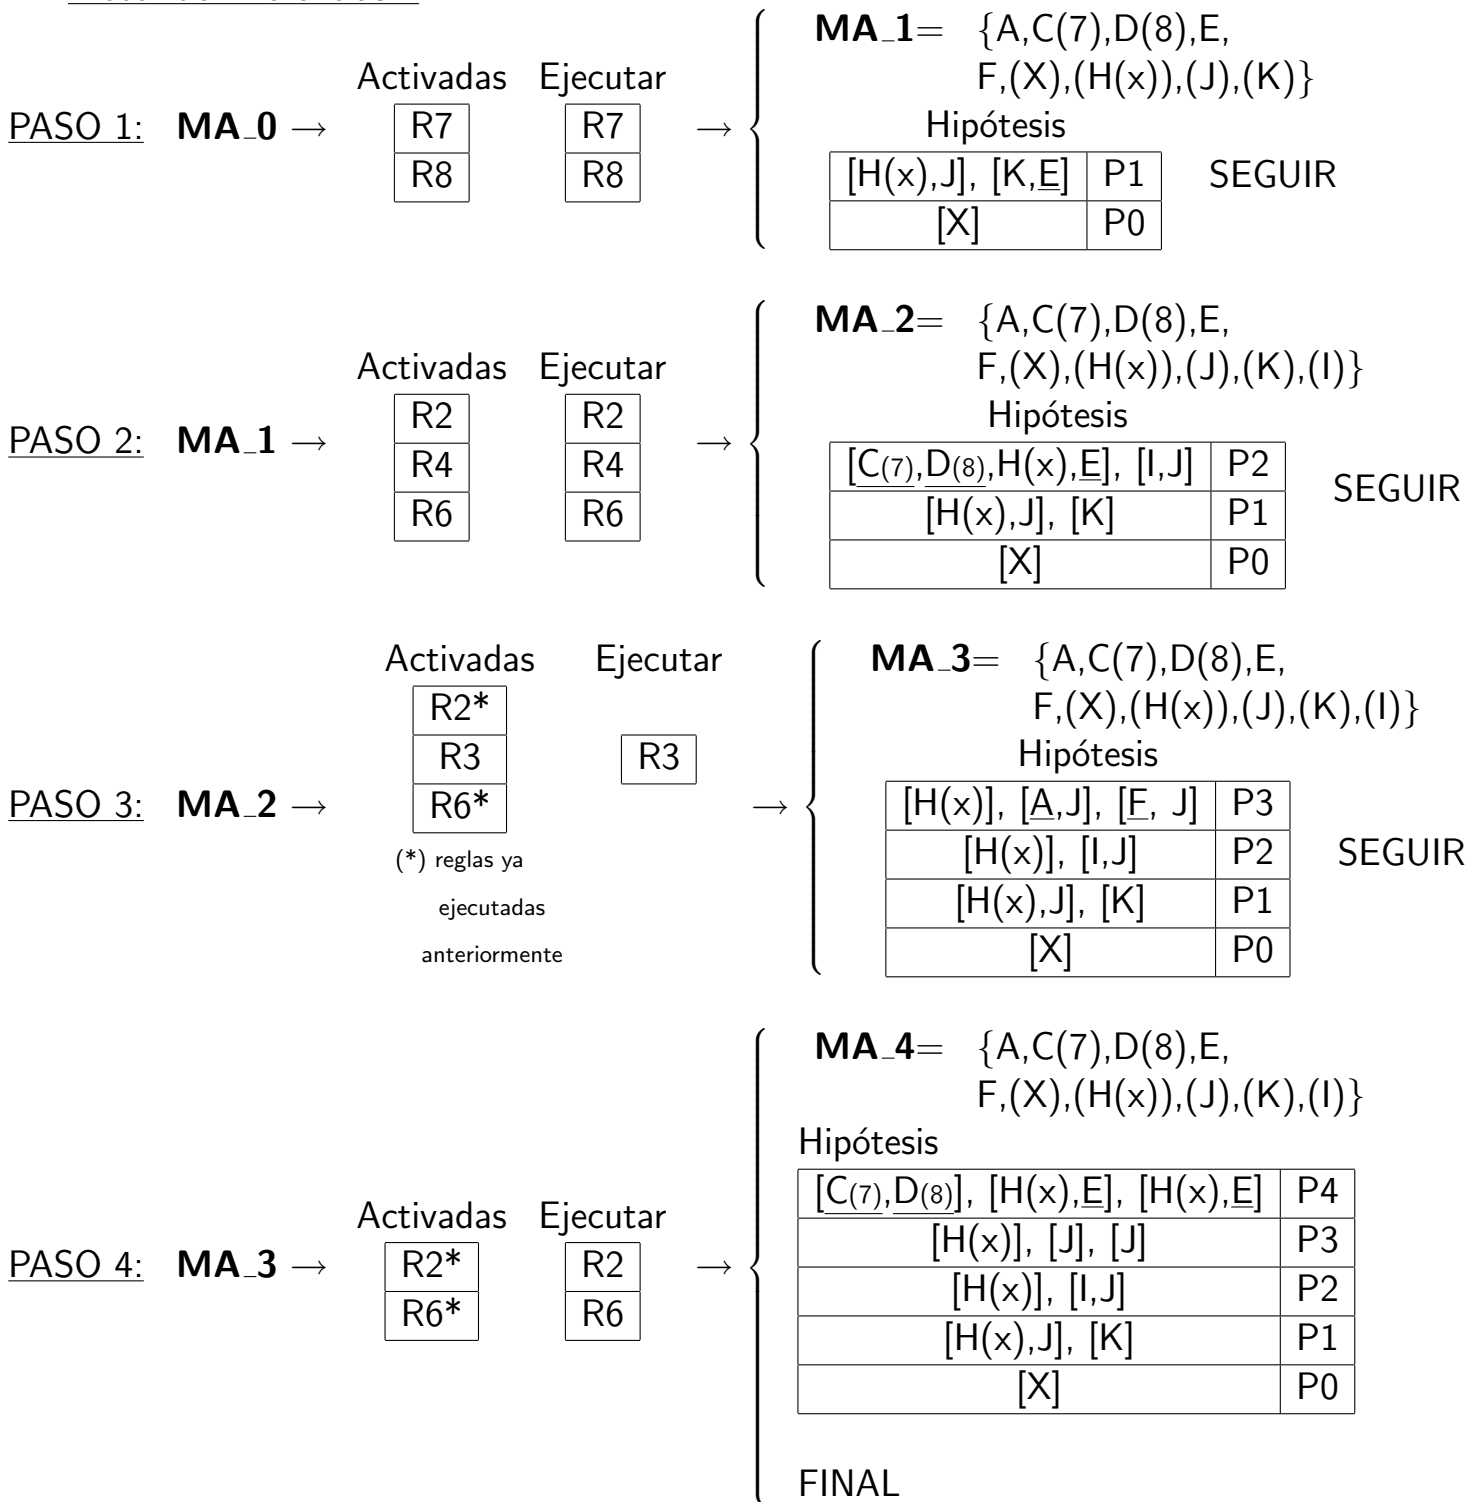 MA_1= {A,C(7),D(8),E,
F,(X),(H(x)),(J),(K)}
Activadas Ejecutar
PASO 1: MA_0 → R7 R7 →
R8 R8
Hipótesis
[H(x),J], [K,E] P1 SEGUIR
[X] P0
MA_2= {A,C(7),D(8),E,
F,(X),(H(x)),(J),(K),(I)}
Activadas Ejecutar
R2 R2
PASO 2: MA_1 → R4 R4 →
R6 R6
Hipótesis
[C(7),D(8),H(x),E], [I,J] P2 SEGUIR
[H(x),J], [K] P1
[X] P0
MA_3= {A,C(7),D(8),E,
F,(X),(H(x)),(J),(K),(I)}
Activadas Ejecutar
R2*
R3 R3
PASO 3: MA_2 → R6* →
(*) reglas ya
ejecutadas
anteriormente
Hipótesis
[H(x)], [A,J], [F, J] P3
[H(x)], [I,J] P2 SEGUIR
[H(x),J], [K] P1
[X] P0
MA_4= {A,C(7),D(8),E,
F,(X),(H(x)),(J),(K),(I)}
Activadas Ejecutar
PASO 4: MA_3 → R2* R2 →
R6* R6
Hipótesis
[C(7),D(8)], [H(x),E], [H(x),E] P4
[H(x)], [J], [J] P3
[H(x)], [I,J] P2
[H(x),J], [K] P1
[X] P0
FINAL